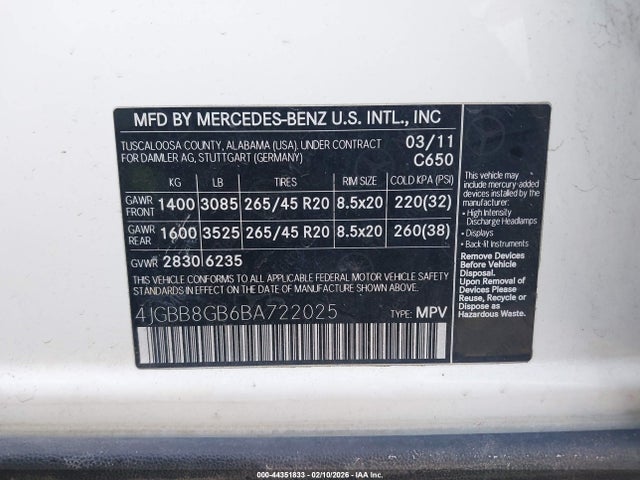 MFD BY MERCEDES-BENZ U.S. INTL., INC
TUSCALOOSA COUNTY, ALABAMA (USA). UNDER CONTRACT 03/11
FOR DAIMLER AG, STUTTGART (GERMANY) C650
KG LB TIRES RIM SIZE COLD KPA (PSI)
GAWR FRONT 1400 3085 265/45 R20 8.5x20 220(32)
GAWR REAR 1600 3525 265/45 R20 8.5x20 260(38)
GVWR 2830 6235
THIS VEHICLE CONFORMS TO ALL APPLICABLE FEDERAL MOTOR VEHICLE SAFETY
STANDARDS IN EFFECT ON THE DATE OF MANUFACTURE SHOWN ABOVE.
4JGBB8GB6BA722025 TYPE: MPV
This vehicle may
include mercury-added
devices installed by the
manufacturer:
• High Intensity
Discharge Headlamps
• Displays
• Back-lit Instruments
Remove Devices
Before Vehicle
Disposal.
Upon Removal of
Devices Please
Reuse, Recycle or
Dispose as
Hazardous Waste.
000-44351833 - 02/10/2026 - © COPYRIGHT IAA, LLC